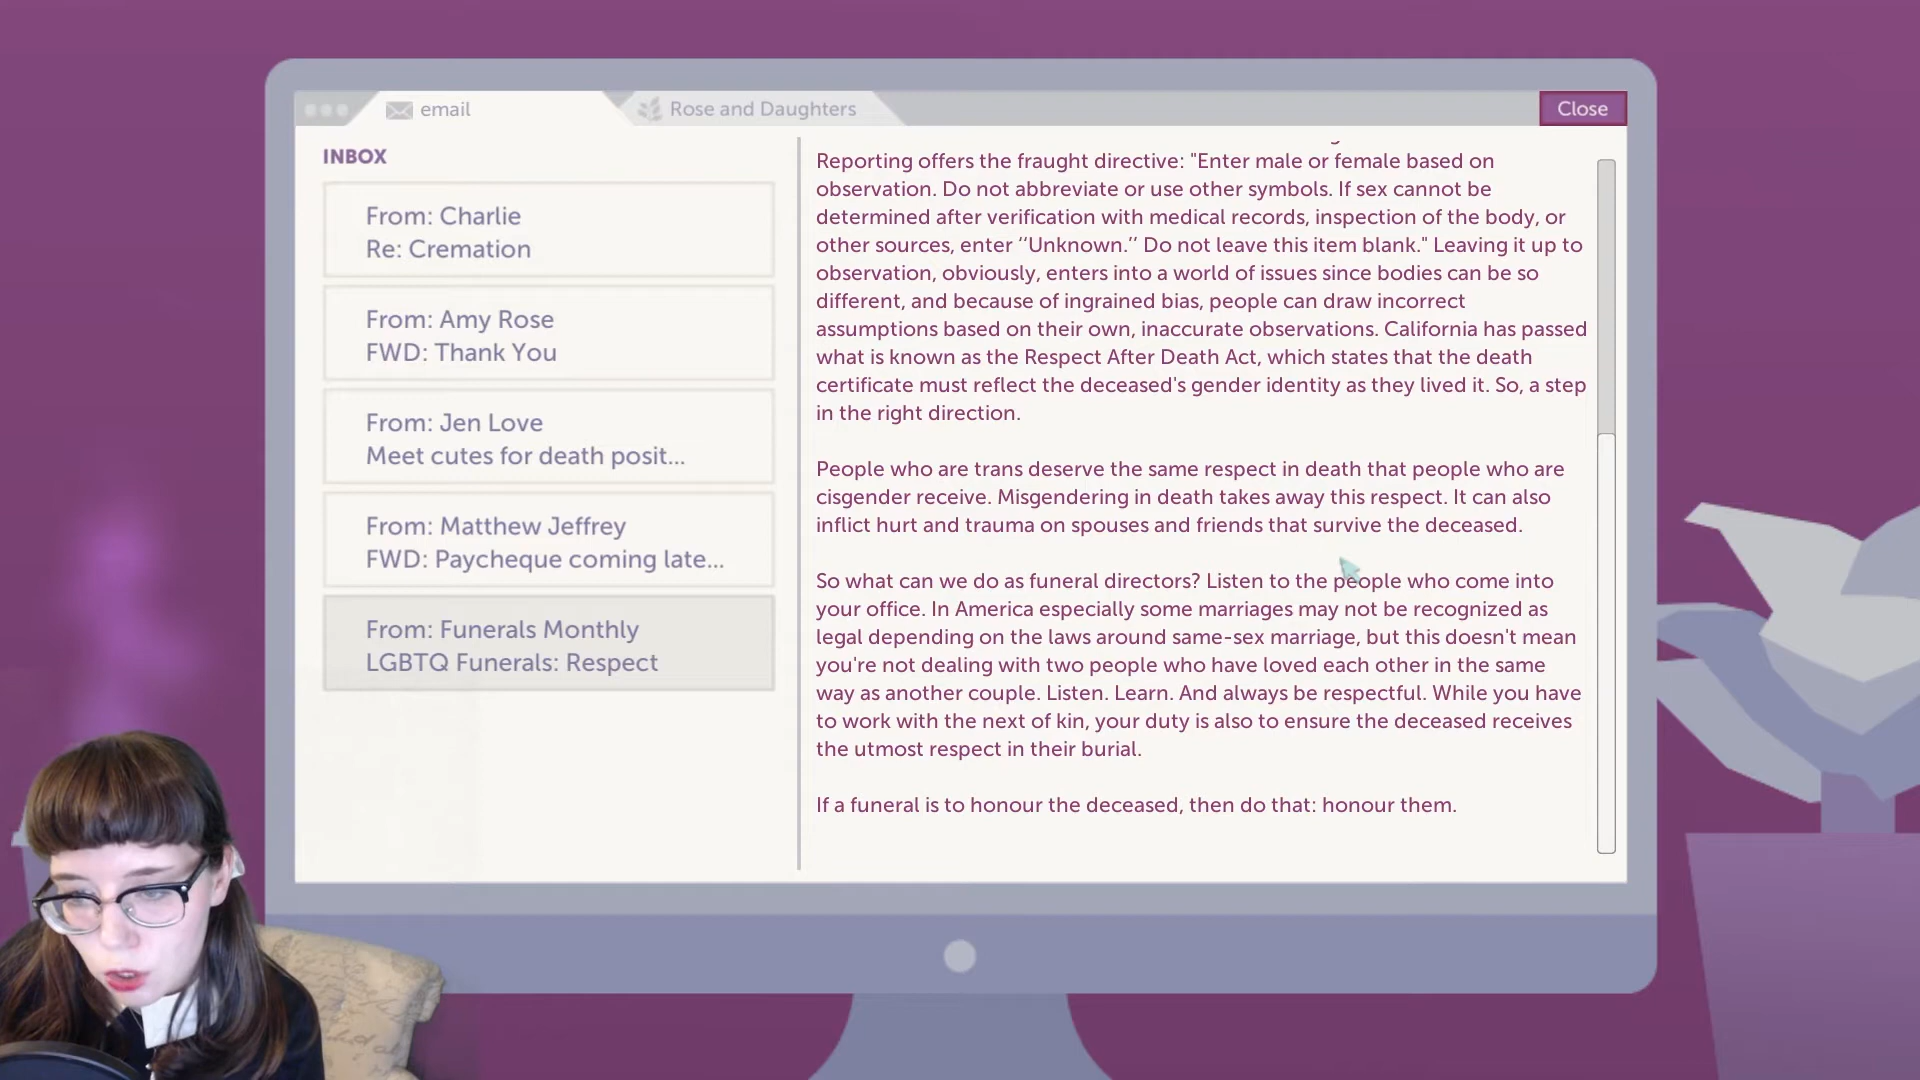 email
Rose and Daughters
Close
INBOX
From: Charlie
Re: Cremation
From: Amy Rose
FWD: Thank You
From: Jen Love
Meet cutes for death posit...
From: Matthew Jeffrey
FWD: Paycheque coming late...
From: Funerals Monthly
LGBTQ Funerals: Respect
Reporting offers the fraught directive: "Enter male or female based on
observation. Do not abbreviate or use other symbols. If sex cannot be
determined after verification with medical records, inspection of the body, or
other sources, enter ‘‘Unknown.’’ Do not leave this item blank." Leaving it up to
observation, obviously, enters into a world of issues since bodies can be so
different, and because of ingrained bias, people can draw incorrect
assumptions based on their own, inaccurate observations. California has passed
what is known as the Respect After Death Act, which states that the death
certificate must reflect the deceased's gender identity as they lived it. So, a step
in the right direction.
People who are trans deserve the same respect in death that people who are
cisgender receive. Misgendering in death takes away this respect. It can also
inflict hurt and trauma on spouses and friends that survive the deceased.
So what can we do as funeral directors? Listen to the people who come into
your office. In America especially some marriages may not be recognized as
legal depending on the laws around same-sex marriage, but this doesn't mean
you're not dealing with two people who have loved each other in the same
way as another couple. Listen. Learn. And always be respectful. While you have
to work with the next of kin, your duty is also to ensure the deceased receives
the utmost respect in their burial.
If a funeral is to honour the deceased, then do that: honour them.